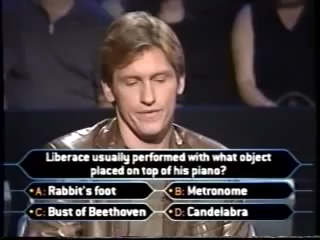 Liberace usually performed with what object
placed on top of his piano?
A: Rabbit's foot
B: Metronome
C: Bust of Beethoven
D: Candelabra